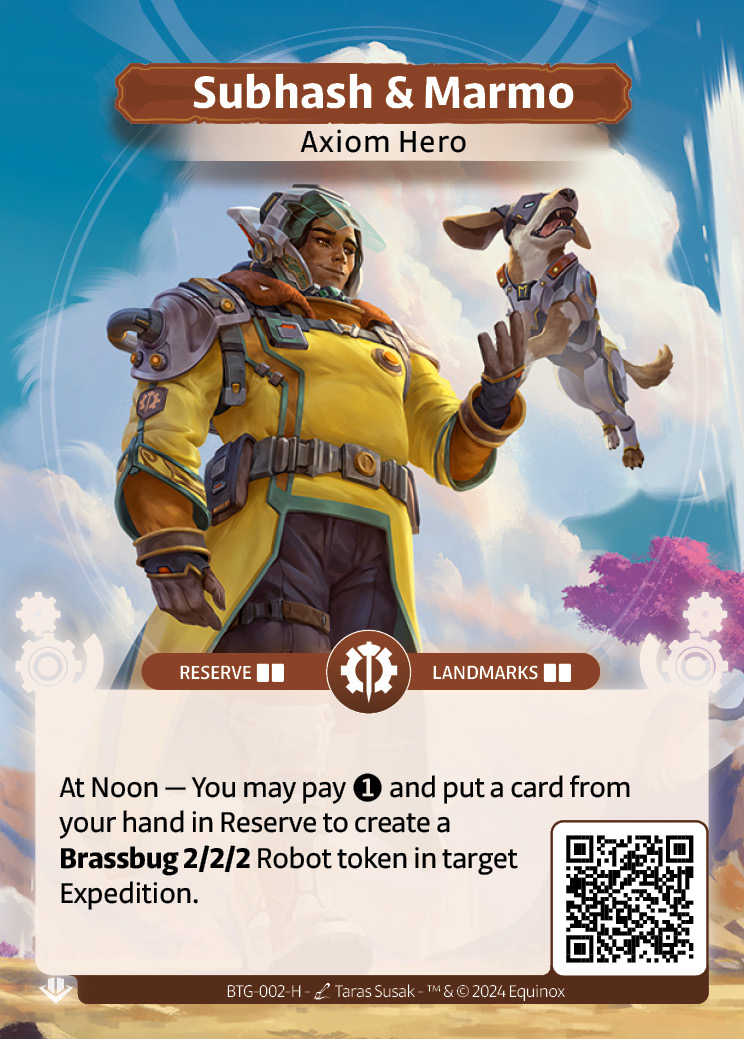 Subhash & Marmo
Axiom Hero
RESERVE
LANDMARKS
At Noon — You may pay 1 and put a card from
your hand in Reserve to create a
Brassbug 2/2/2 Robot token in target
Expedition.
BTG-002-H - Taras Susak - ™ & © 2024 Equinox